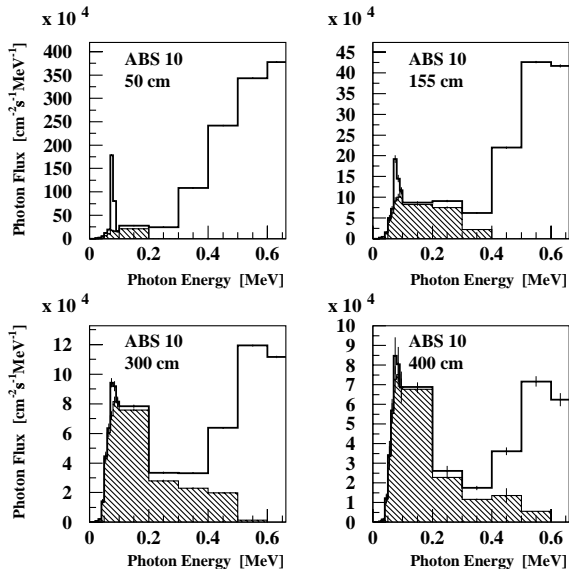 x 10 4
x 10 4
Photon Flux [cm-2s-1MeV-1]
400
350
300
250
200
150
100
50
0
ABS 10
50 cm
0 0.2 0.4 0.6
Photon Energy [MeV]
45
40
35
30
25
20
15
10
5
0
ABS 10
155 cm
0 0.2 0.4 0.6
Photon Energy [MeV]
x 10 4
x 10 4
Photon Flux [cm-2s-1MeV-1]
12
10
8
6
4
2
0
ABS 10
300 cm
0 0.2 0.4 0.6
Photon Energy [MeV]
10
9
8
7
6
5
4
3
2
1
0
ABS 10
400 cm
0 0.2 0.4 0.6
Photon Energy [MeV]